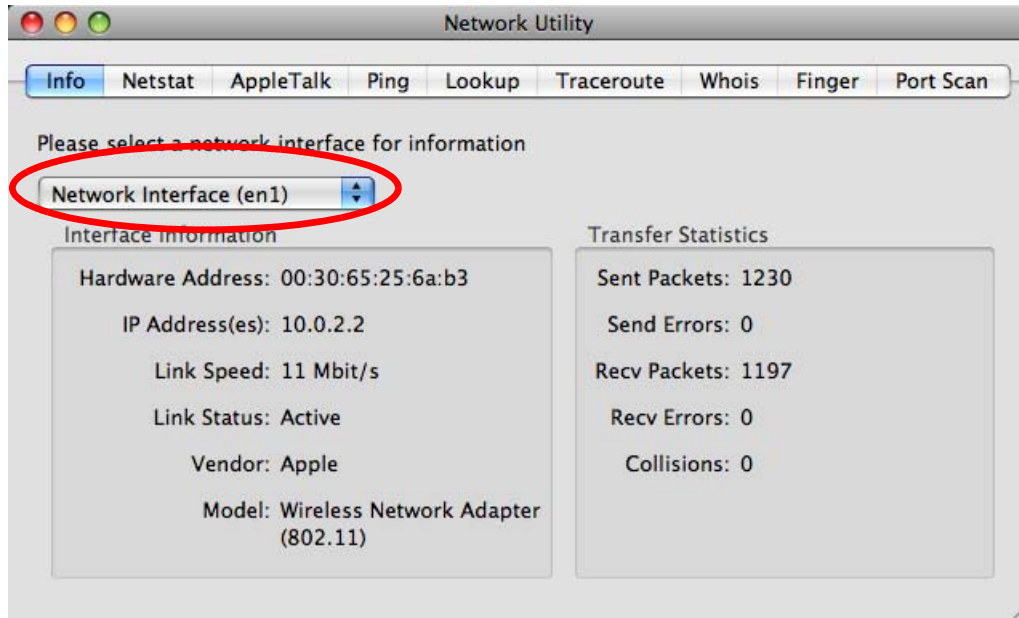 Network Utility
Info Netstat AppleTalk Ping Lookup Traceroute Whois Finger Port Scan
Please select a network interface for information
Network Interface (en1)
Interface Information
Hardware Address: 00:30:65:25:6a:b3
IP Address(es): 10.0.2.2
Link Speed: 11 Mbit/s
Link Status: Active
Vendor: Apple
Model: Wireless Network Adapter
(802.11)
Transfer Statistics
Sent Packets: 1230
Send Errors: 0
Recv Packets: 1197
Recv Errors: 0
Collisions: 0